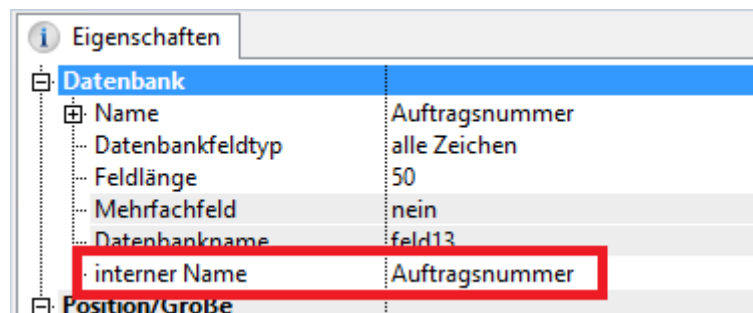 Eigenschaften
Datenbank
Name Auftragsnummer
Datenbankfeldtyp alle Zeichen
Feldlänge 50
Mehrfachfeld nein
Datenbankname feld13
interner Name Auftragsnummer
Position/Größe